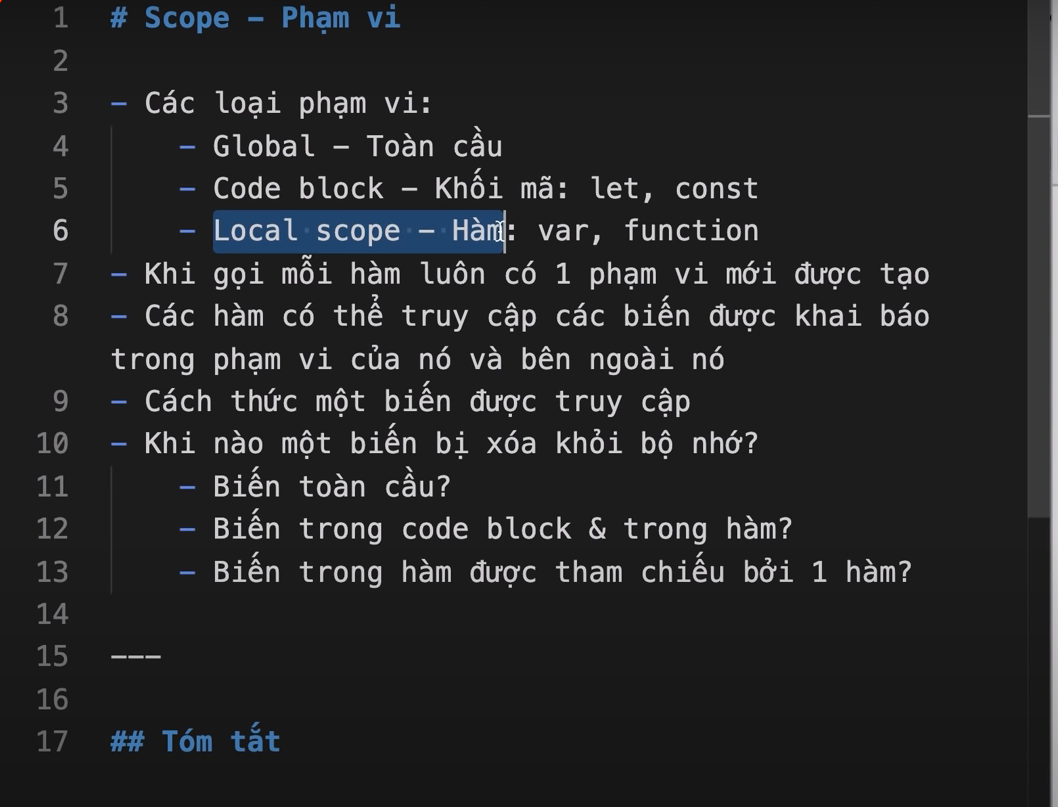 1 # Scope - Phạm vi
2
3 - Các loại phạm vi:
4 - Global - Toàn cầu
5 - Code block - Khối mã: let, const
6 - Local scope - Hàm: var, function
7 - Khi gọi mỗi hàm luôn có 1 phạm vi mới được tạo
8 - Các hàm có thể truy cập các biến được khai báo
trong phạm vi của nó và bên ngoài nó
9 - Cách thức một biến được truy cập
10 - Khi nào một biến bị xóa khỏi bộ nhớ?
11 - Biến toàn cầu?
12 - Biến trong code block & trong hàm?
13 - Biến trong hàm được tham chiếu bởi 1 hàm?
14
15 ---
16
17 ## Tóm tắt